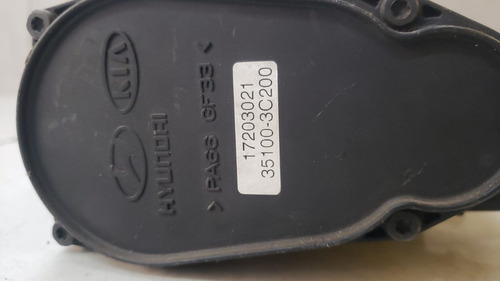 KIA
HYUNDAI
> PA66 GF33 <
17203021
35100-3C200